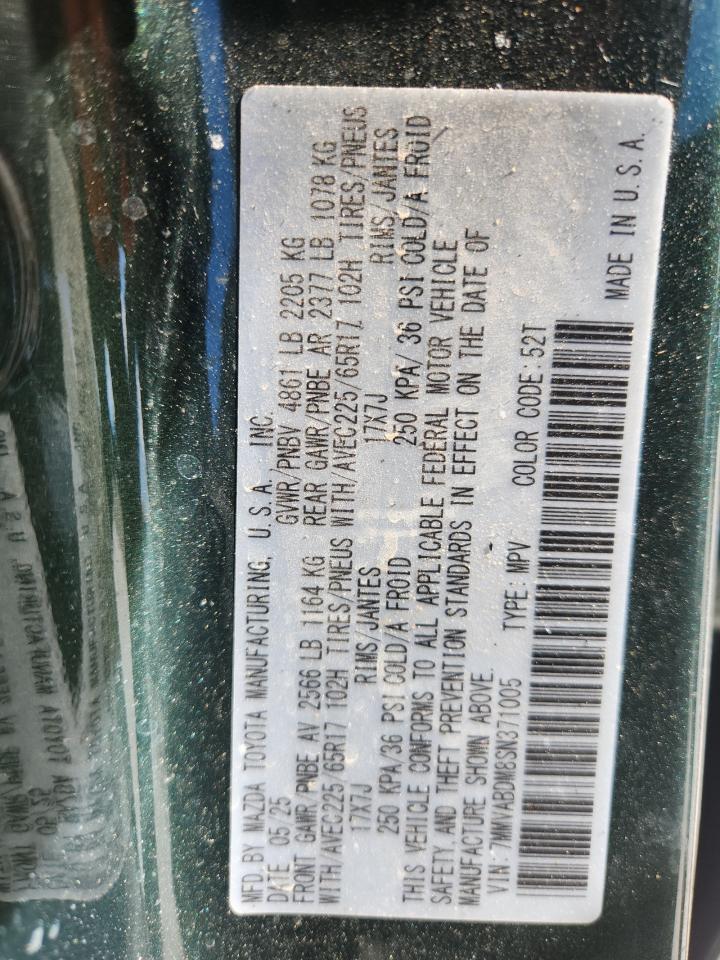 MFD.BY MAZDA TOYOTA MANUFACTURING, U.S.A. INC.
DATE 05/25 GVWR/PNBV 4861 LB 2205 KG
FRONT GAWR/PNBE AV 2566 LB 1164 KG REAR GAWR/PNBE AR 2377 LB 1078 KG
WITH/AVEC225/65R17 102H TIRES/PNEUS WITH/AVEC225/65R17 102H TIRES/PNEUS
17X7J RIMS/JANTES 17X7J RIMS/JANTES
250 KPA/36 PSI COLD/A FROID 250 KPA/ 36 PSI COLD/A FROID
THIS VEHICLE CONFORMS TO ALL APPLICABLE FEDERAL MOTOR VEHICLE
SAFETY,AND THEFT PREVENTION STANDARDS IN EFFECT ON THE DATE OF
MANUFACTURE SHOWN ABOVE.
VIN:7MMVABDM8SN371005 TYPE:MPV COLOR CODE:52T
MADE IN U.S.A.